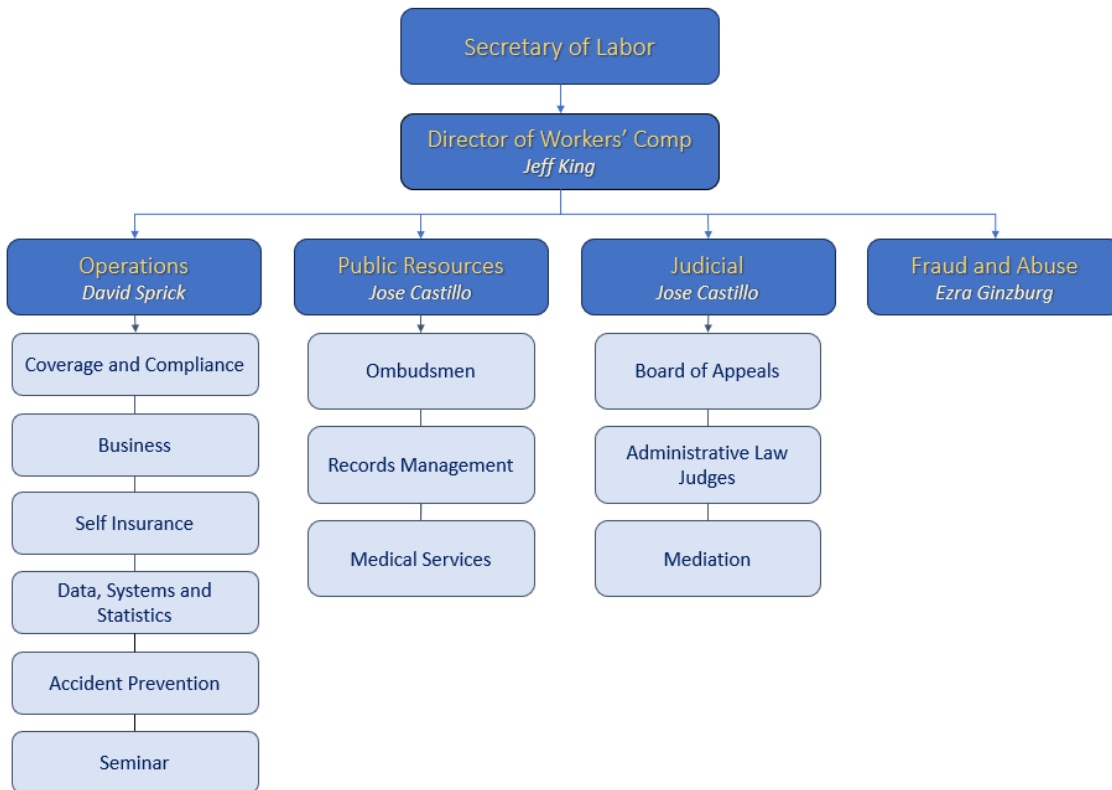 Secretary of Labor
Director of Workers' Comp
Jeff King
Operations
David Sprick
Public Resources
Jose Castillo
Judicial
Jose Castillo
Fraud and Abuse
Ezra Ginzburg
Coverage and Compliance
Business
Self Insurance
Data, Systems and
Statistics
Accident Prevention
Seminar
Ombudsmen
Records Management
Medical Services
Board of Appeals
Administrative Law
Judges
Mediation